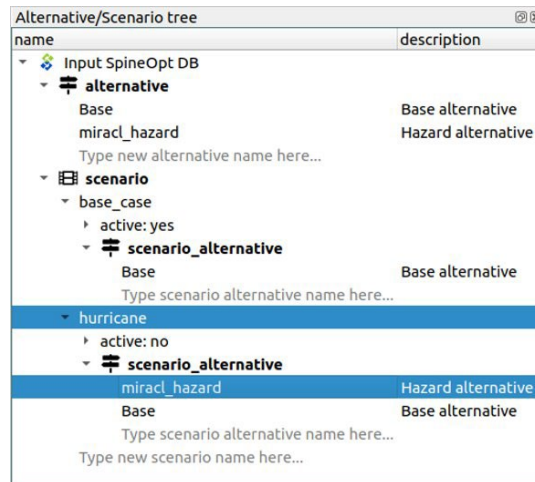 Alternative/Scenario tree
name description
Input SpineOpt DB
alternative
Base Base alternative
miracl_hazard Hazard alternative
Type new alternative name here...
scenario
base_case
active: yes
scenario_alternative
Base Base alternative
Type scenario alternative name here...
hurricane
active: no
scenario_alternative
miracl_hazard Hazard alternative
Base Base alternative
Type scenario alternative name here...
Type new scenario name here...